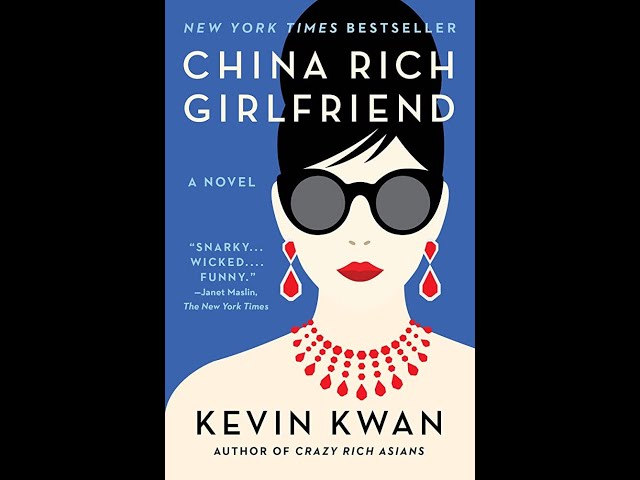 NEW YORK TIMES BESTSELLER
CHINA RICH
GIRLFRIEND
A NOVEL
“SNARKY...
WICKED....
FUNNY.”
—Janet Maslin,
The New York Times
KEVIN KWAN
AUTHOR OF CRAZY RICH ASIANS